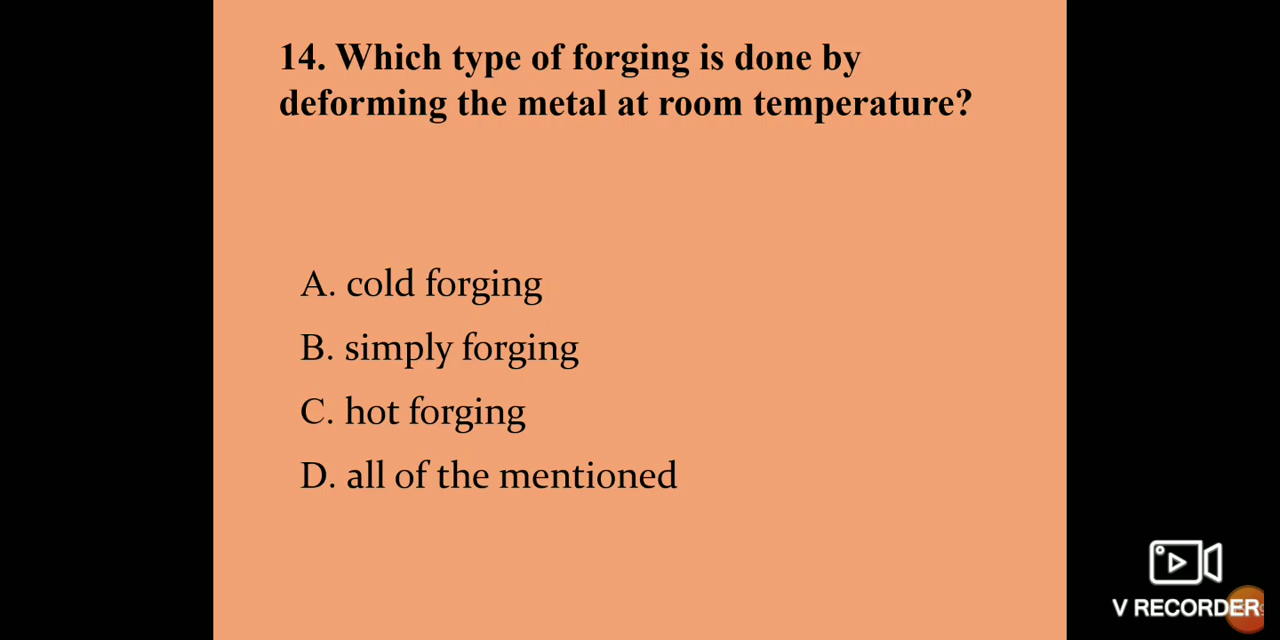 14. Which type of forging is done by
deforming the metal at room temperature?
A. cold forging
B. simply forging
C. hot forging
D. all of the mentioned
V RECORDER